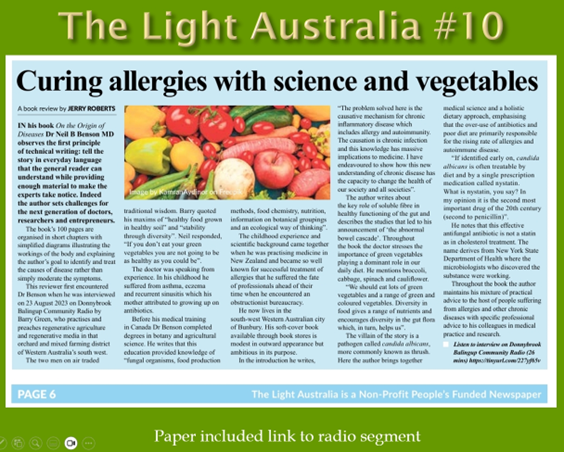 The Light Australia #10
Curing allergies with science and vegetables
A book review by JERRY ROBERTS
IN his book On the Origin of
Diseases Dr Neil B Benson MD
observes the first principle
of technical writing: tell the
story in everyday language
that the general reader can
understand while providing
enough material to make the
experts take notice. Indeed
the author sets challenges for
the next generation of doctors,
researchers and entrepreneurs.
The book's 100 pages are
organised in short chapters with
simplified diagrams illustrating the
workings of the body and explaining
the author's goal to identify and treat
the causes of disease rather than
simply moderate the symptoms.
This reviewer first encountered
Dr Benson when he was interviewed
on 23 August 2023 on Donnybrook
Balingup Community Radio by
Barry Green, who practises and
preaches regenerative agriculture
and regenerative media in that
orchard and mixed farming district
of Western Australia's south west.
The two men on air traded
Image by
traditional wisdom. Barry quoted
his maxims of "healthy food grown
in healthy soil" and "stability
through diversity". Neil responded,
"If you don't eat your green
vegetables you are not going to be
as healthy as you could be".
The doctor was speaking from
experience. In his childhood he
suffered from asthma, eczema
and recurrent sinusitis which his
mother attributed to growing up on
antibiotics.
Before his medical training
in Canada Dr Benson completed
degrees in botany and agricultural
science. He writes that this
education provided knowledge of
"fungal organisms, food production
methods, food chemistry, nutrition,
information on botanical groupings
and an ecological way of thinking".
The childhood experience and
scientific background came together
when he was practising medicine in
New Zealand and became so well
known for successful treatment of
allergies that he suffered the fate
of professionals ahead of their
time when he encountered an
obstructionist bureaucracy.
He now lives in the
south-west Western Australian city
of Bunbury. His soft-cover book
available through book stores is
modest in outward appearance but
ambitious in its purpose.
In the introduction he writes,
"The problem solved here is the
causative mechanism for chronic
inflammatory disease which
includes allergy and autoimmunity.
The causation is chronic infection
and this knowledge has massive
implications to medicine. I have
endeavoured to show how this new
understanding of chronic disease has
the capacity to change the health of
our society and all societies".
The author writes about
the key role of soluble fibre in
healthy functioning of the gut and
describes the studies that led to his
announcement of 'the abnormal
bowel cascade'. Throughout
the book the doctor stresses the
importance of green vegetables
playing a dominant role in our
daily diet. He mentions broccoli,
cabbage, spinach and cauliflower.
"We should eat lots of green
vegetables and a range of green and
coloured vegetables. Diversity in
food gives a range of nutrients and
encourages diversity in the gut flora
which, in turn, helps us".
The villain of the story is a
pathogen called candida albicans,
more commonly known as thrush.
Here the author brings together
medical science and a holistic
dietary approach, emphasising
that the over-use of antibiotics and
poor diet are primarily responsible
for the rising rate of allergies and
autoimmune disease.
"If identified early on, candida
albicans is often treatable by
diet and by a single prescription
medication called nystatin.
What is nystatin, you say? In
my opinion it is the second most
important drug of the 20th century
(second to penicillin)".
He notes that this effective
antifungal antibiotic is not a statin
as in cholesterol treatment. The
name derives from New York State
Department of Health where the
microbiologists who discovered the
substance were working.
Throughout the book the author
maintains his mixture of practical
advice to the host of people suffering
from allergies and other chronic
diseases with specific professional
advice to his colleagues in medical
practice and research.
Listen to interview on Donnybrook
Balingup Community Radio (26
mins)
PAGE 6
The Light Australia is a Non-Profit People's Funded Newspaper
Paper included link to radio segment